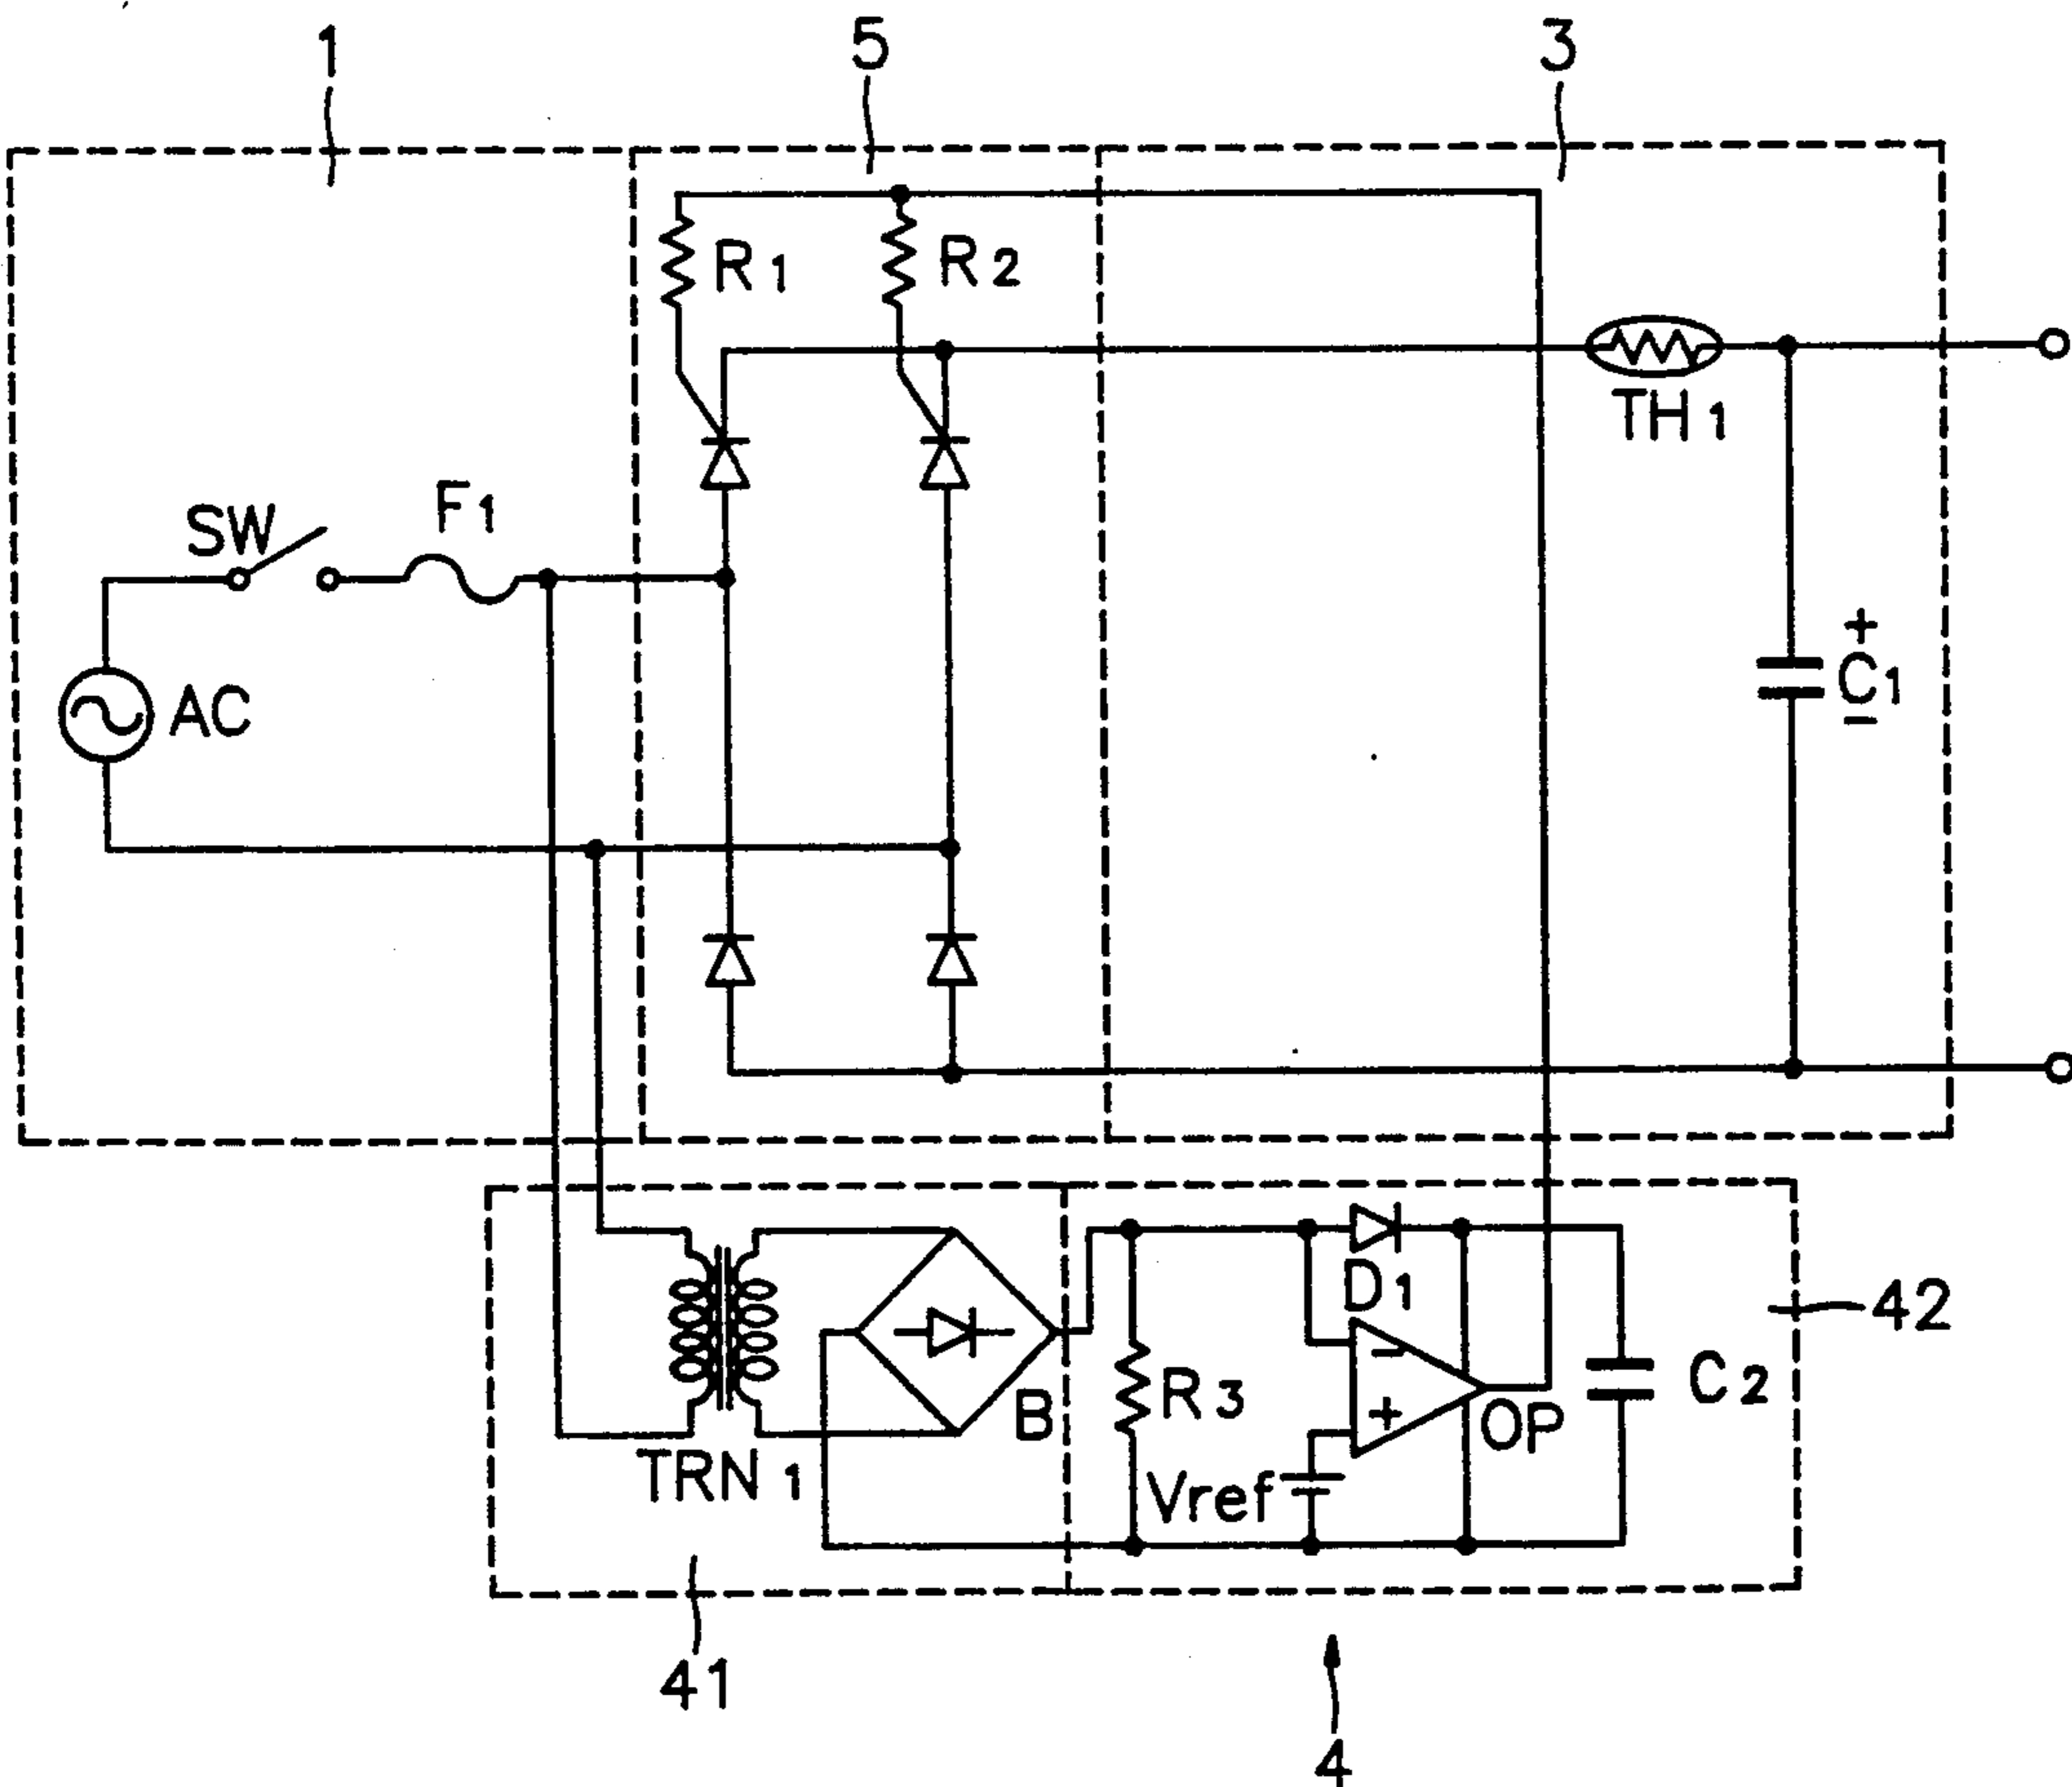 1
5
3
R1
R2
TH1
SW
F1
AC
+
C1
−
D1
42
−
+
R3
OP
C2
B
TRN1
Vref
41
4